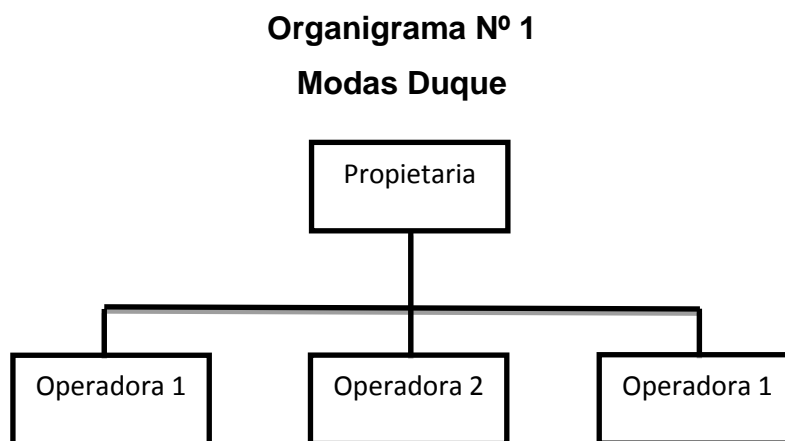 Organigrama Nº 1
Modas Duque
Propietaria
Operadora 1
Operadora 2
Operadora 1